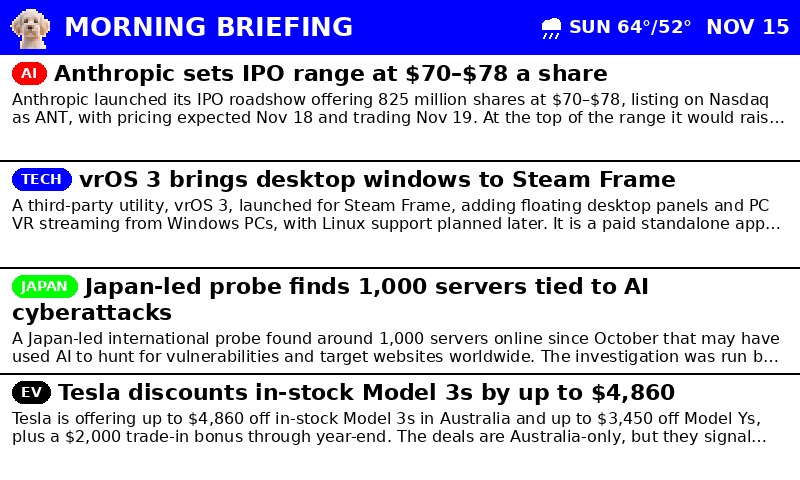 MORNING BRIEFING
SUN 64°/52° NOV 15
AI Anthropic sets IPO range at $70–$78 a share
Anthropic launched its IPO roadshow offering 825 million shares at $70–$78, listing on Nasdaq
as ANT, with pricing expected Nov 18 and trading Nov 19. At the top of the range it would rais…
TECH vrOS 3 brings desktop windows to Steam Frame
A third-party utility, vrOS 3, launched for Steam Frame, adding floating desktop panels and PC
VR streaming from Windows PCs, with Linux support planned later. It is a paid standalone app…
JAPAN Japan-led probe finds 1,000 servers tied to AI
cyberattacks
A Japan-led international probe found around 1,000 servers online since October that may have
used AI to hunt for vulnerabilities and target websites worldwide. The investigation was run b…
EV Tesla discounts in-stock Model 3s by up to $4,860
Tesla is offering up to $4,860 off in-stock Model 3s in Australia and up to $3,450 off Model Ys,
plus a $2,000 trade-in bonus through year-end. The deals are Australia-only, but they signal…